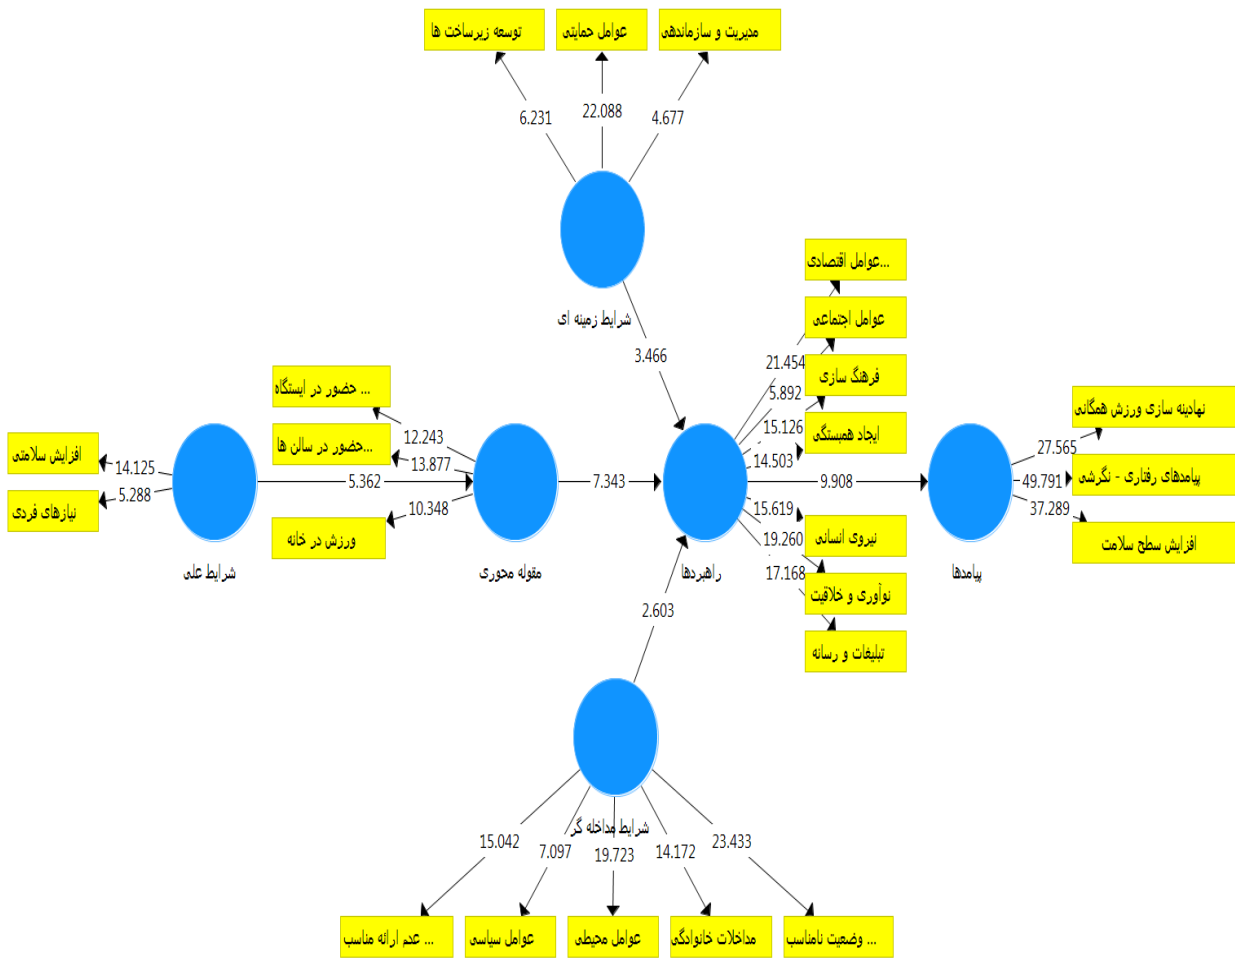 توسعه زیرساخت ها
عوامل حمایتی
مدیریت و سازماندهی
6.231
22.088
4.677
شرایط زمینه ای
3.466
عوامل اقتصادی...
عوامل اجتماعی
فرهنگ سازی
ایجاد همبستگی
21.454
5.892
15.126
14.503
حضور در ایستگاه ...
حضور در سالن ها...
ورزش در خانه
12.243
13.877
10.348
افزایش سلامتی
نیازهای فردی
14.125
5.288
5.362
7.343
9.908
شرایط علی
مقوله محوری
راهبردها
پیامدها
نهادینه سازی ورزش همگانی
پیامدهای رفتاری - نگرشی
افزایش سطح سلامت
27.565
49.791
37.289
15.619
19.260
17.168
نیروی انسانی
نوآوری و خلاقیت
تبلیغات و رسانه
2.603
شرایط مداخله گر
15.042
7.097
19.723
14.172
23.433
عدم ارائه مناسب ...
عوامل سیاسی
عوامل محیطی
مداخلات خانوادگی
وضعیت نامناسب ...